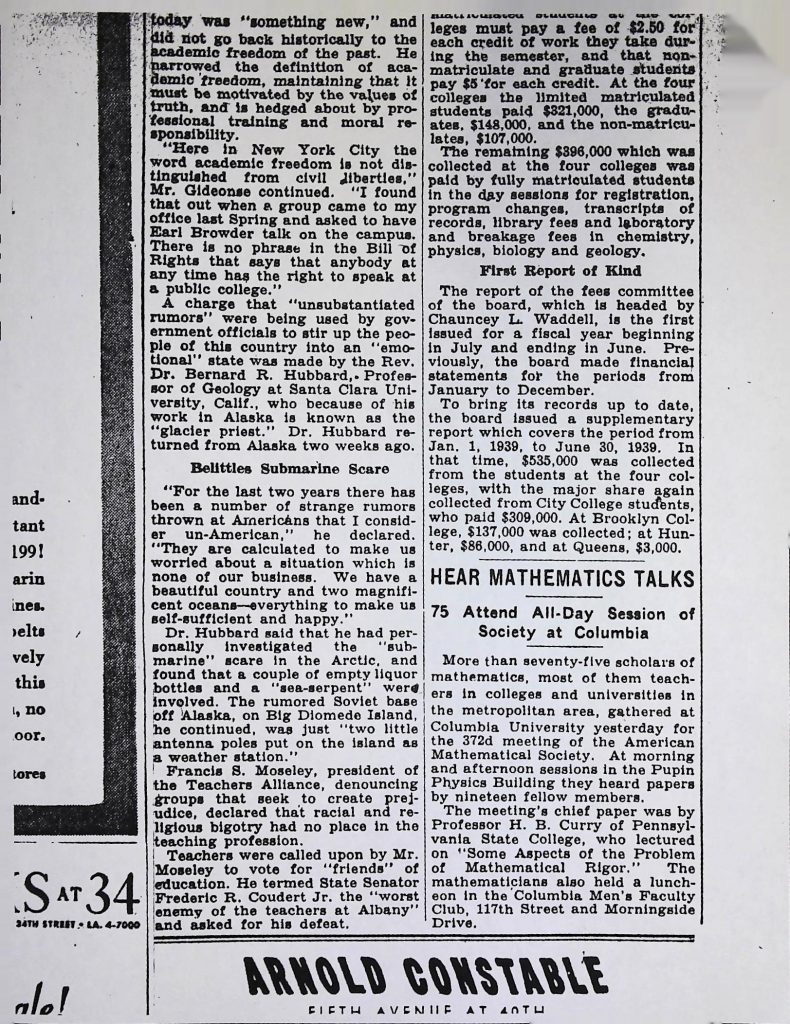 today was "something new," and
did not go back historically to the
academic freedom of the past. He
narrowed the definition of aca-
demic freedom, maintaining that it
must be motivated by the values of
truth, and is hedged about by pro-
fessional training and moral re-
sponsibility.
"Here in New York City the
word academic freedom is not dis-
tinguished from civil liberties,"
Mr. Gideonse continued. "I found
that out when a group came to my
office last Spring and asked to have
Earl Browder talk on the campus.
There is no phrase in the Bill of
Rights that says that anybody at
any time has the right to speak at
a public college."
A charge that "unsubstantiated
rumors" were being used by gov-
ernment officials to stir up the peo-
ple of this country into an "emo-
tional" state was made by the Rev.
Dr. Bernard R. Hubbard, Profes-
sor of Geology at Santa Clara Uni-
versity, Calif., who because of his
work in Alaska is known as the
"glacier priest." Dr. Hubbard re-
turned from Alaska two weeks ago.
Belittles Submarine Scare
"For the last two years there has
been a number of strange rumors
thrown at Americans that I consid-
er un-American," he declared.
"They are calculated to make us
worried about a situation which is
none of our business. We have a
beautiful country and two magnifi-
cent oceans—everything to make us
self-sufficient and happy."
Dr. Hubbard said that he had per-
sonally investigated the "sub-
marine" scare in the Arctic, and
found that a couple of empty liquor
bottles and a "sea-serpent" were
involved. The rumored Soviet base
off Alaska, on Big Diomede Island,
he continued, was just "two little
antenna poles put on the island as
a weather station."
Francis S. Moseley, president of
the Teachers Alliance, denouncing
groups that seek to create prej-
udice, declared that racial and re-
ligious bigotry had no place in the
teaching profession.
Teachers were called upon by Mr.
Moseley to vote for "friends" of
education. He termed State Senator
Frederic R. Coudert Jr. the "worst
enemy of the teachers at Albany"
and asked for his defeat.
matriculated students at the col-
leges must pay a fee of $2.50 for
each credit of work they take dur-
ing the semester, and that non-
matriculate and graduate students
pay $5 for each credit. At the four
colleges the limited matriculated
students paid $321,000, the gradu-
ates, $148,000, and the non-matricu-
lates, $107,000.
The remaining $396,000 which was
collected at the four colleges was
paid by fully matriculated students
in the day sessions for registration,
program changes, transcripts of
records, library fees and laboratory
and breakage fees in chemistry,
physics, biology and geology.
First Report of Kind
The report of the fees committee
of the board, which is headed by
Chauncey L. Waddell, is the first
issued for a fiscal year beginning
in July and ending in June. Pre-
viously, the board made financial
statements for the periods from
January to December.
To bring its records up to date,
the board issued a supplementary
report which covers the period from
Jan. 1, 1939, to June 30, 1939. In
that time, $535,000 was collected
from the students at the four col-
leges, with the major share again
collected from City College students,
who paid $309,000. At Brooklyn Col-
lege, $137,000 was collected; at Hun-
ter, $86,000, and at Queens, $3,000.
HEAR MATHEMATICS TALKS
75 Attend All-Day Session of
Society at Columbia
More than seventy-five scholars of
mathematics, most of them teach-
ers in colleges and universities in
the metropolitan area, gathered at
Columbia University yesterday for
the 372d meeting of the American
Mathematical Society. At morning
and afternoon sessions in the Pupin
Physics Building they heard papers
by nineteen fellow members.
The meeting's chief paper was by
Professor H. B. Curry of Pennsyl-
vania State College, who lectured
on "Some Aspects of the Problem
of Mathematical Rigor." The
mathematicians also held a lunch-
eon in the Columbia Men's Faculty
Club, 117th Street and Morningside
Drive.
and-
tant
199!
arin
ines.
belts
vely
this
, no
oor.
tores
S AT 34
34TH STREET · LA. 4-7000
ale!
ARNOLD CONSTABLE
FIFTH AVENUE AT 40TH